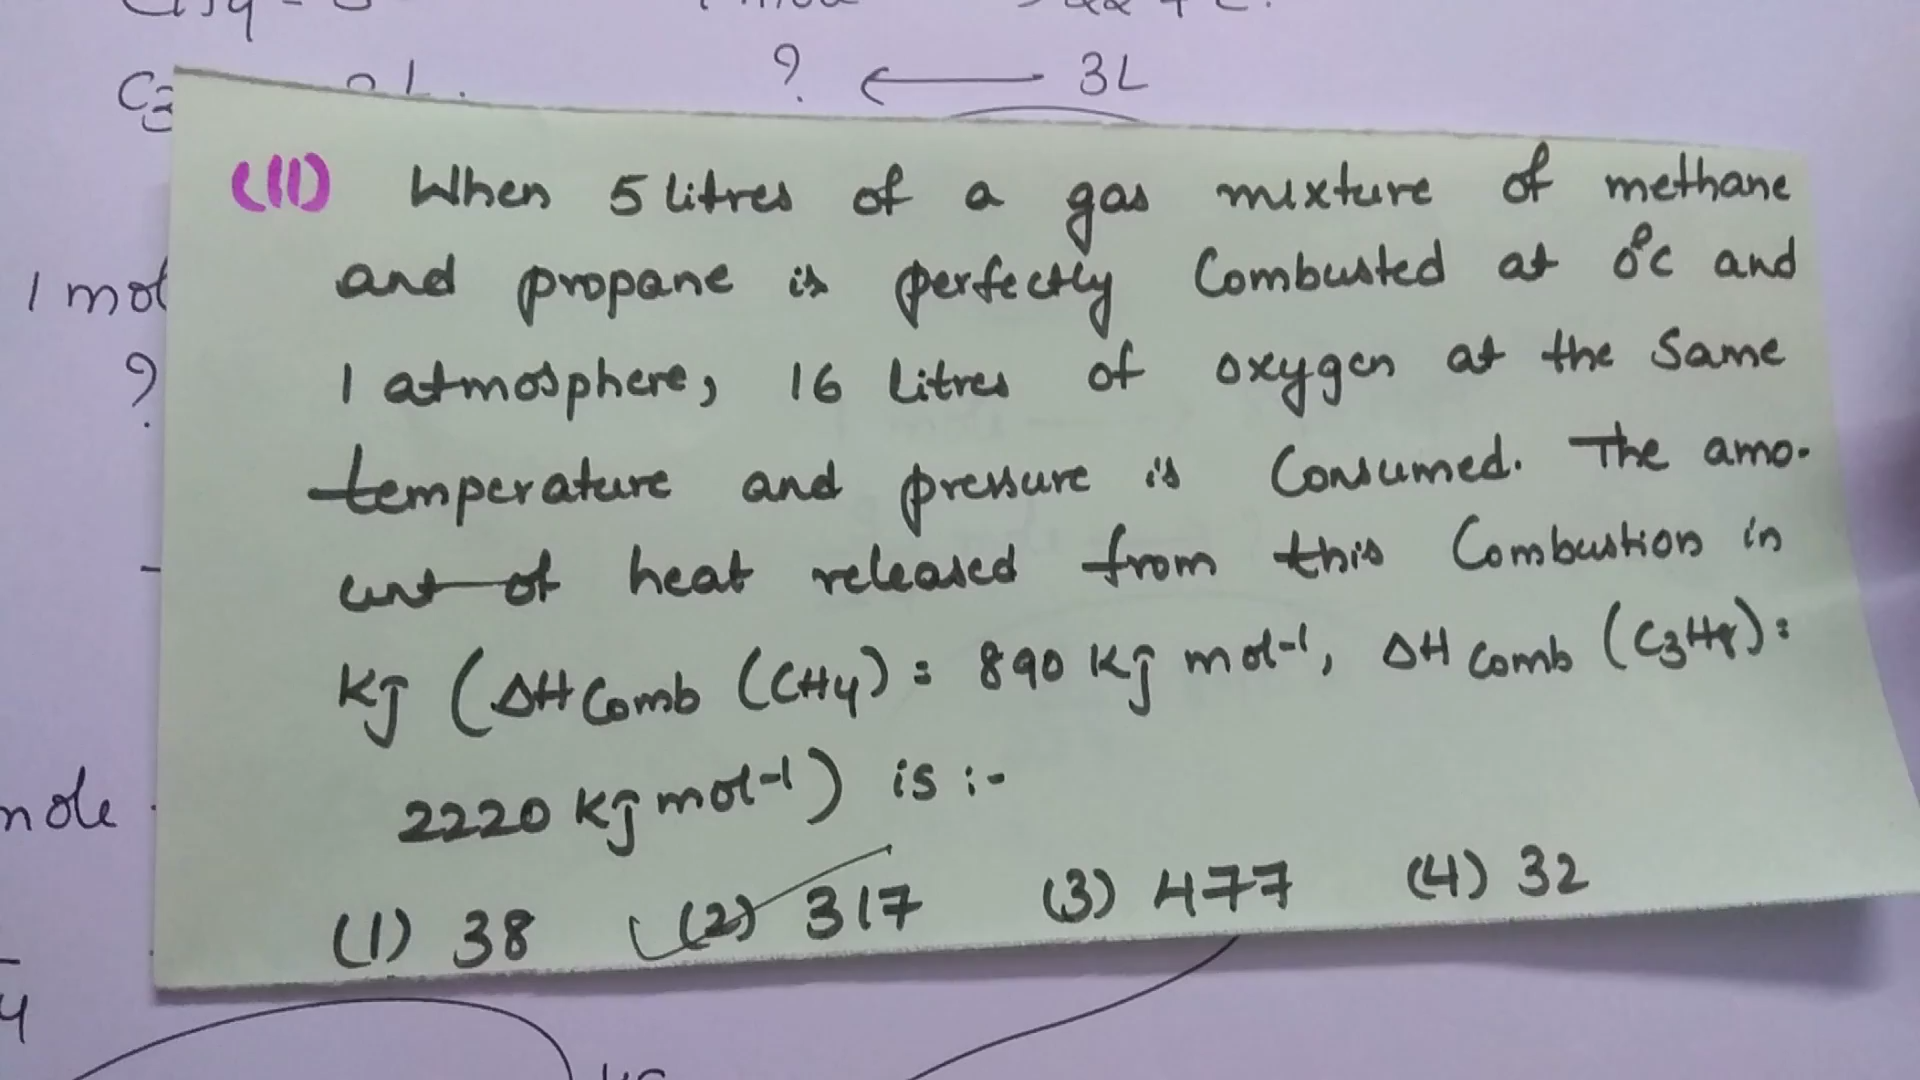 ? ← 3L
(11) When 5 litres of a gas mixture of methane
and propane is perfectly Combusted at 0°C and
1 mol
1 atmosphere, 16 litres of oxygen at the same
?
temperature and pressure is Consumed. The amo-
unt of heat released from this Combustion in
KJ (ΔH Comb (CH4) = 890 KJ mol-1, ΔH Comb (C3H8) =
2220 KJ mol-1) is :-
mole
(1) 38 (2) 317 (3) 477 (4) 32
4